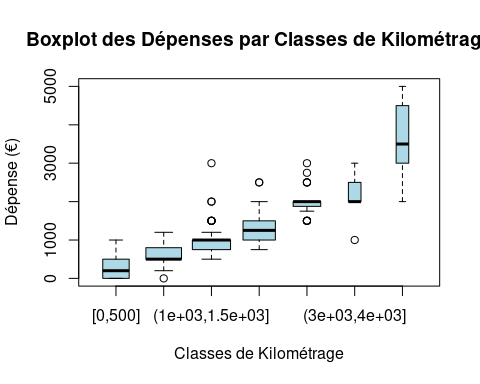 Boxplot des Dépenses par Classes de Kilométrag
Dépense (€)
5000
3000
1000
0
[0,500] (1e+03,1.5e+03] (3e+03,4e+03]
Classes de Kilométrage